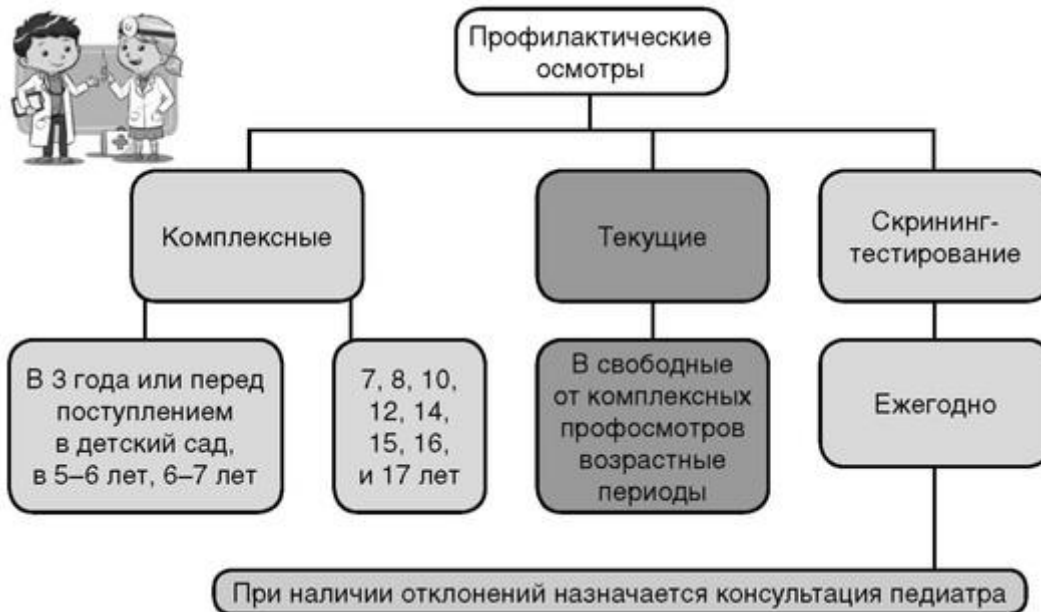 Профилактические
осмотры
Комплексные
Текущие
Скрининг-
тестирование
В 3 года или перед
поступлением
в детский сад,
в 5–6 лет, 6–7 лет
7, 8, 10,
12, 14,
15, 16,
и 17 лет
В свободные
от комплексных
профосмотров
возрастные
периоды
Ежегодно
При наличии отклонений назначается консультация педиатра